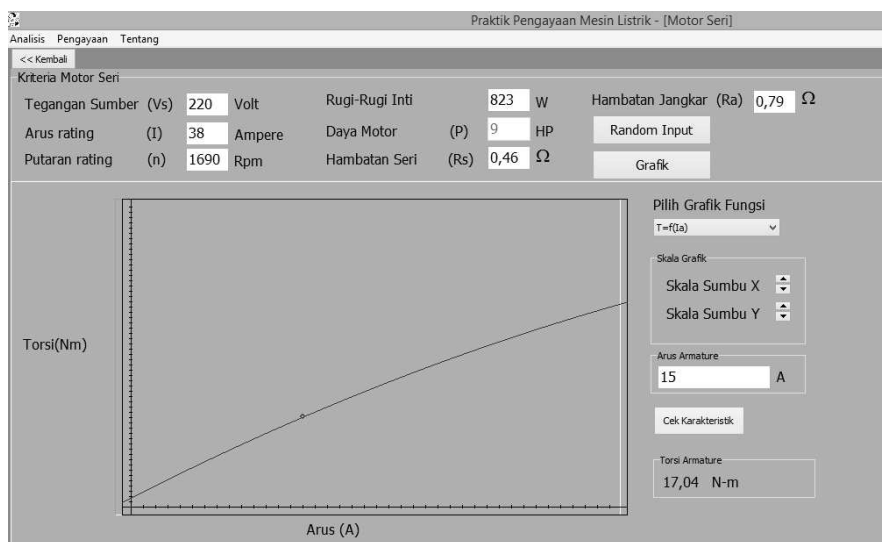 Praktik Pengayaan Mesin Listrik - [Motor Seri]
Analisis Pengayaan Tentang
<< Kembali
Kriteria Motor Seri
Tegangan Sumber (Vs) 220 Volt Rugi-Rugi Inti 823 W Hambatan Jangkar (Ra) 0,79 Ω
Arus rating (I) 38 Ampere Daya Motor (P) 9 HP Random Input
Putaran rating (n) 1690 Rpm Hambatan Seri (Rs) 0,46 Ω Grafik
Pilih Grafik Fungsi
T=f(Ia)
Skala Grafik
Skala Sumbu X
Skala Sumbu Y
Torsi(Nm)
Arus Armature
15 A
Cek Karakteristik
Torsi Armature
17,04 N-m
Arus (A)